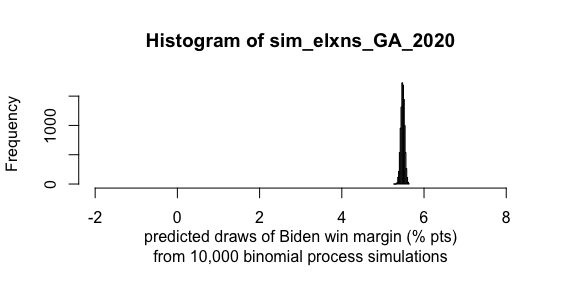 Histogram of sim_elxns_GA_2020
Frequency
1000
0
-2 0 2 4 6 8
predicted draws of Biden win margin (% pts)
from 10,000 binomial process simulations